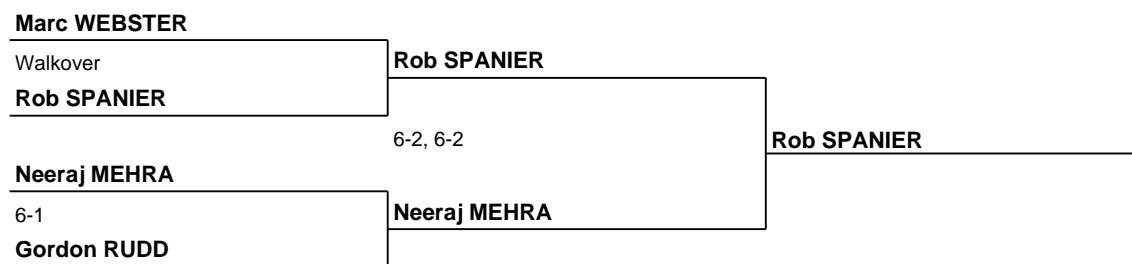 Marc WEBSTER
Walkover
Rob SPANIER
Rob SPANIER
6-2, 6-2
Rob SPANIER
Neeraj MEHRA
6-1
Neeraj MEHRA
Gordon RUDD